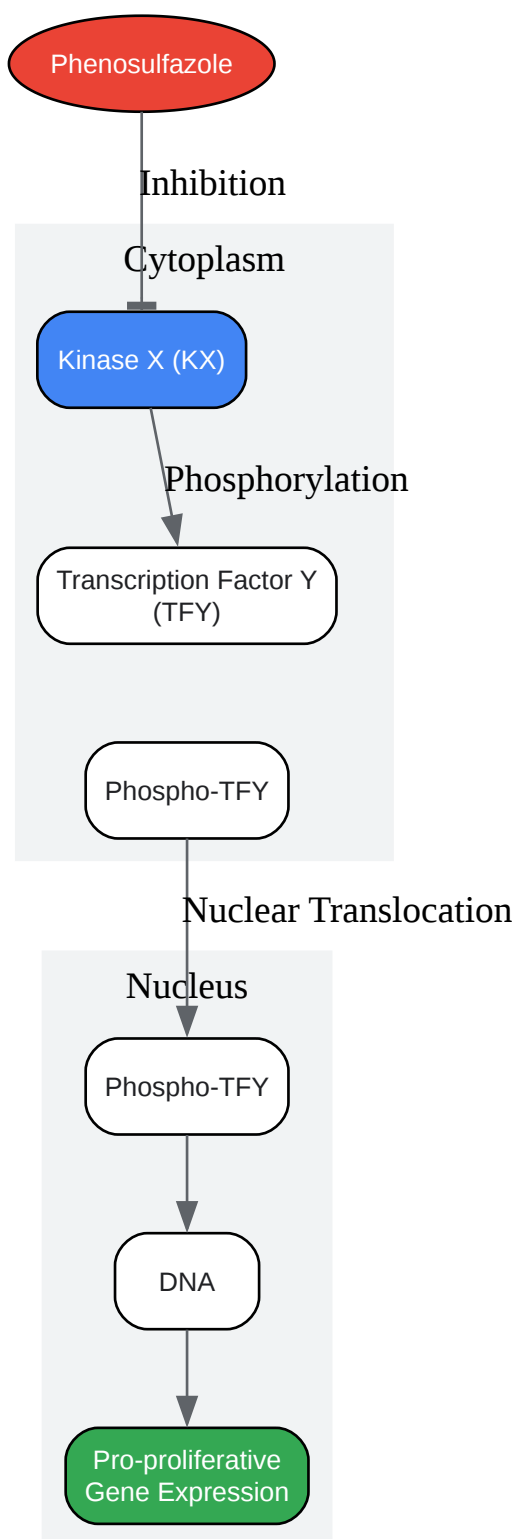 Phenosulfazole
Inhibition
Cytoplasm
Kinase X (KX)
Phosphorylation
Transcription Factor Y
(TFY)
Phospho-TFY
Nuclear Translocation
Nucleus
Phospho-TFY
DNA
Pro-proliferative
Gene Expression